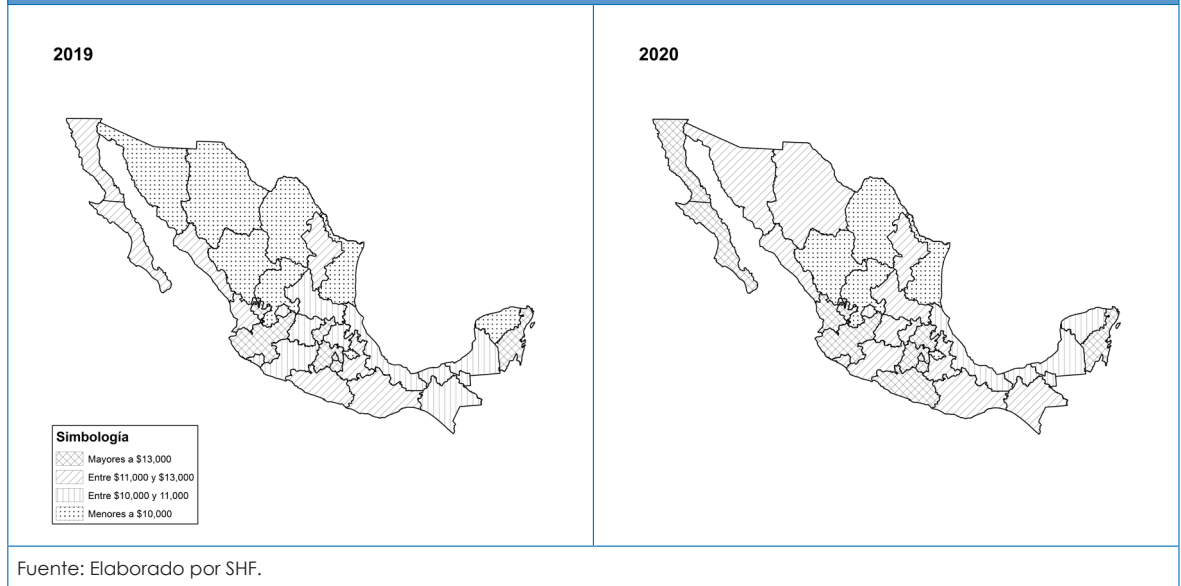 2019
2020
Simbología
Mayores a $13,000
Entre $11,000 y $13,000
Entre $10,000 y 11,000
Menores a $10,000
Fuente: Elaborado por SHF.